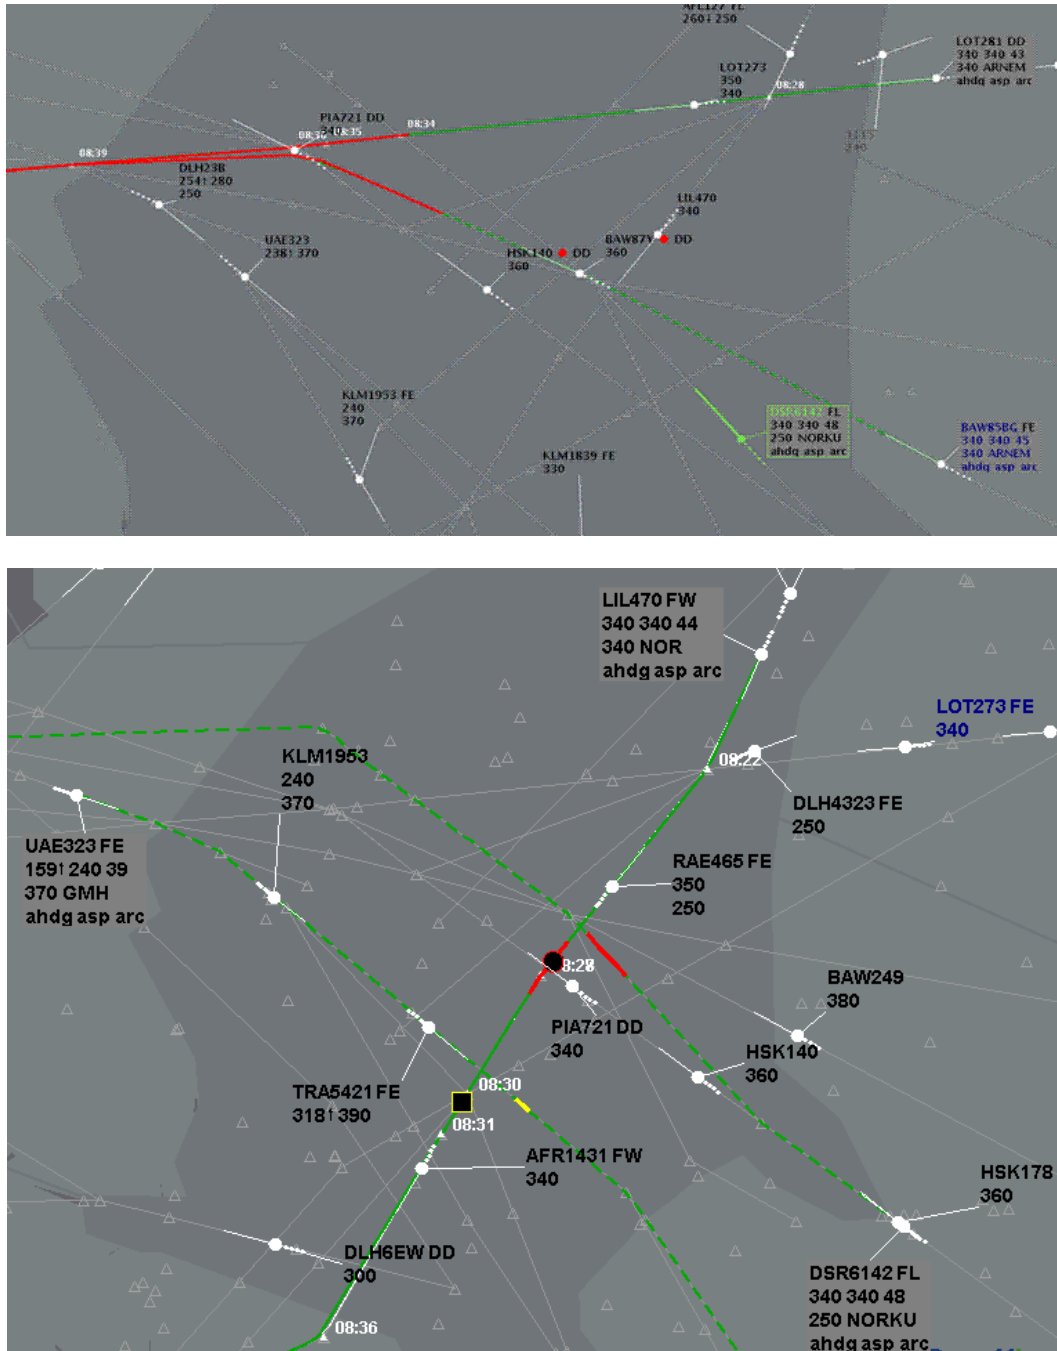 AFL127 FL
260↓250
LOT273
350
340
08:28
LOT281 DD
340 340 43
340 ARNEM
ahdg asp arc
PIA721 DD
340
08:34
08:35
08:39
DLH23B
254↑280
250
UAE323
238↑370
LIL470
340
BAW87Y DD
360
HSK140 DD
360
340
KLM1953 FE
240
370
KLM1839 FE
330
DSR6142 FL
340 340 48
250 NORKU
ahdg asp arc
BAW85BG FE
340 340 45
340 ARNEM
ahdg asp arc
LIL470 FW
340 340 44
340 NOR
ahdg asp arc
LOT273 FE
340
08:22
DLH4323 FE
250
KLM1953
240
370
UAE323 FE
159↑240 39
370 GMH
ahdg asp arc
RAE465 FE
350
250
PIA721 DD
340
BAW249
380
HSK140
360
TRA5421 FE
318↑390
08:30
08:31
AFR1431 FW
340
HSK178
360
DLH6EW DD
300
08:36
DSR6142 FL
340 340 48
250 NORKU
ahdg asp arc